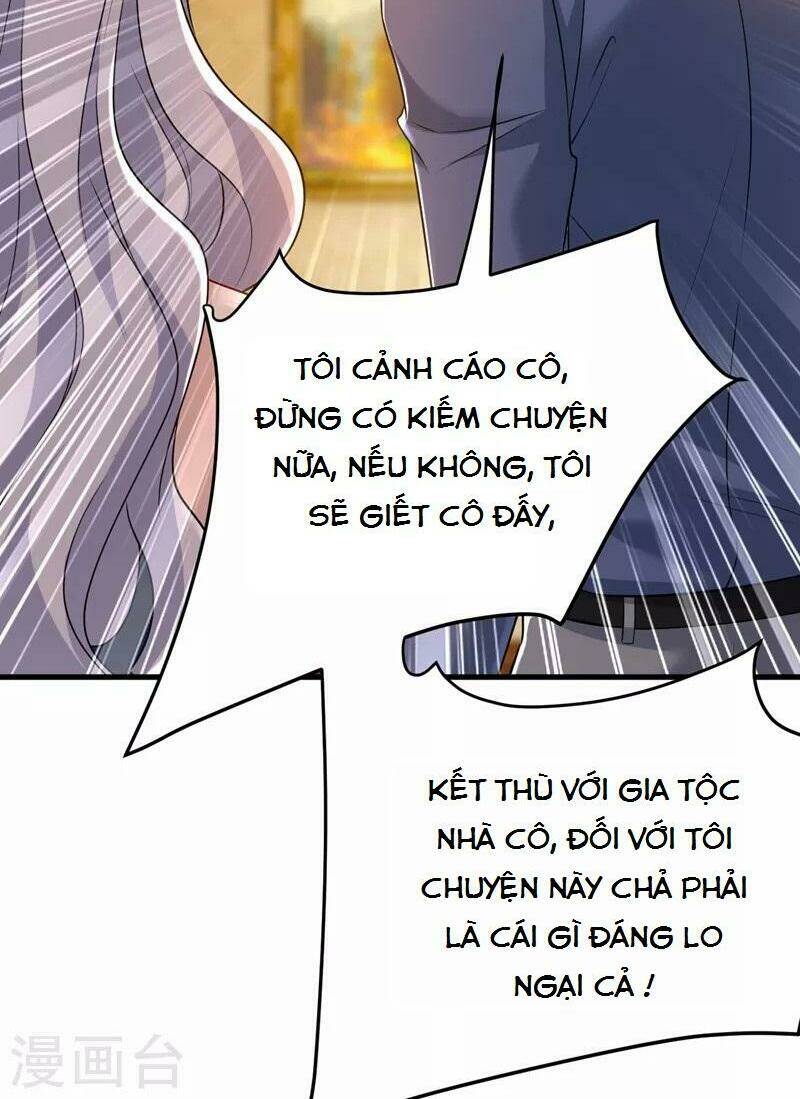 TÔI CẢNH CÁO CÔ,
ĐỪNG CÓ KIẾM CHUYỆN
NỮA, NẾU KHÔNG, TÔI
SẼ GIẾT CÔ ĐẤY,
KẾT THÙ VỚI GIA TỘC
NHÀ CÔ, ĐỐI VỚI TÔI
CHUYỆN NÀY CHẢ PHẢI
LÀ CÁI GÌ ĐÁNG LO
NGẠI CẢ !
漫画台